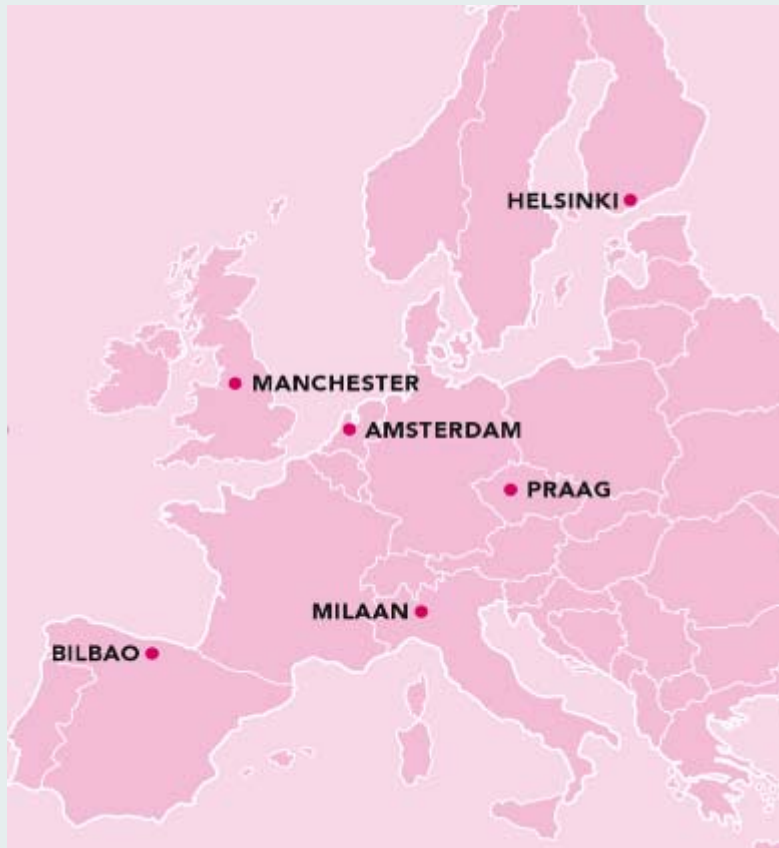 HELSINKI
MANCHESTER
AMSTERDAM
PRAAG
MILAAN
BILBAO